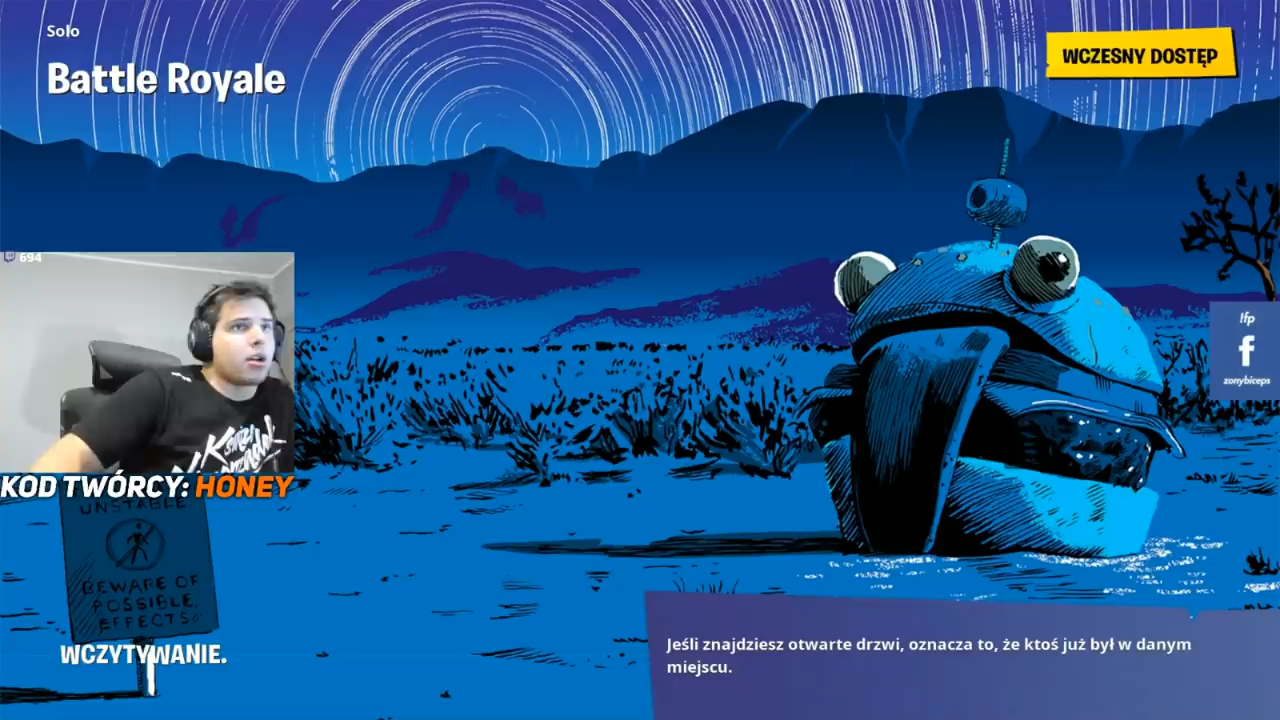 Solo
Battle Royale
WCZESNY DOSTĘP
694
!fp
f
zonybiceps
KOD TWÓRCY: HONEY
UNSTABLE
BEWARE OF
POSSIBLE
EFFECTS
WCZYTYWANIE.
Jeśli znajdziesz otwarte drzwi, oznacza to, że ktoś już był w danym
miejscu.